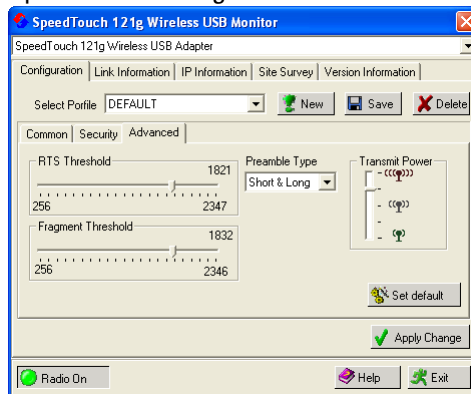 SpeedTouch 121g Wireless USB Monitor
SpeedTouch 121g Wireless USB Adapter
Configuration Link Information IP Information Site Survey Version Information
Select Porfile DEFAULT New Save Delete
Common Security Advanced
RTS Threshold Preamble Type Transmit Power
1821
Short & Long
256 2347
Fragment Threshold
1832
256 2346
Set default
Apply Change
Radio On Help Exit